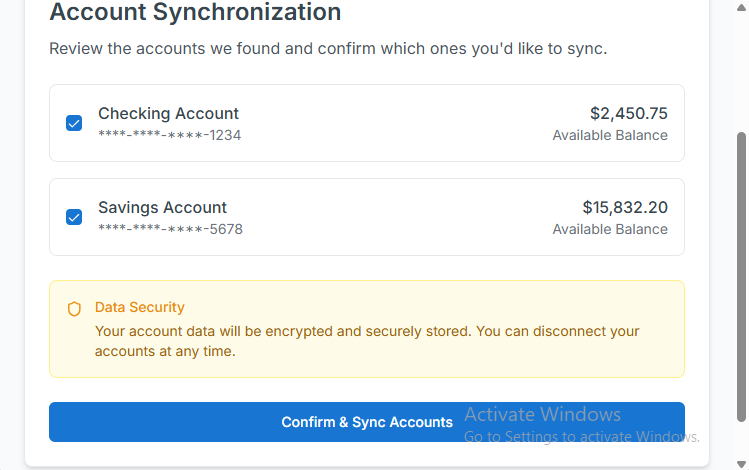 Account Synchronization
Review the accounts we found and confirm which ones you'd like to sync.
Checking Account
$2,450.75
****-****-****-1234
Available Balance
Savings Account
$15,832.20
****-****-****-5678
Available Balance
Data Security
Your account data will be encrypted and securely stored. You can disconnect your
accounts at any time.
Confirm & Sync Accounts
Activate Windows
Go to Settings to activate Windows.